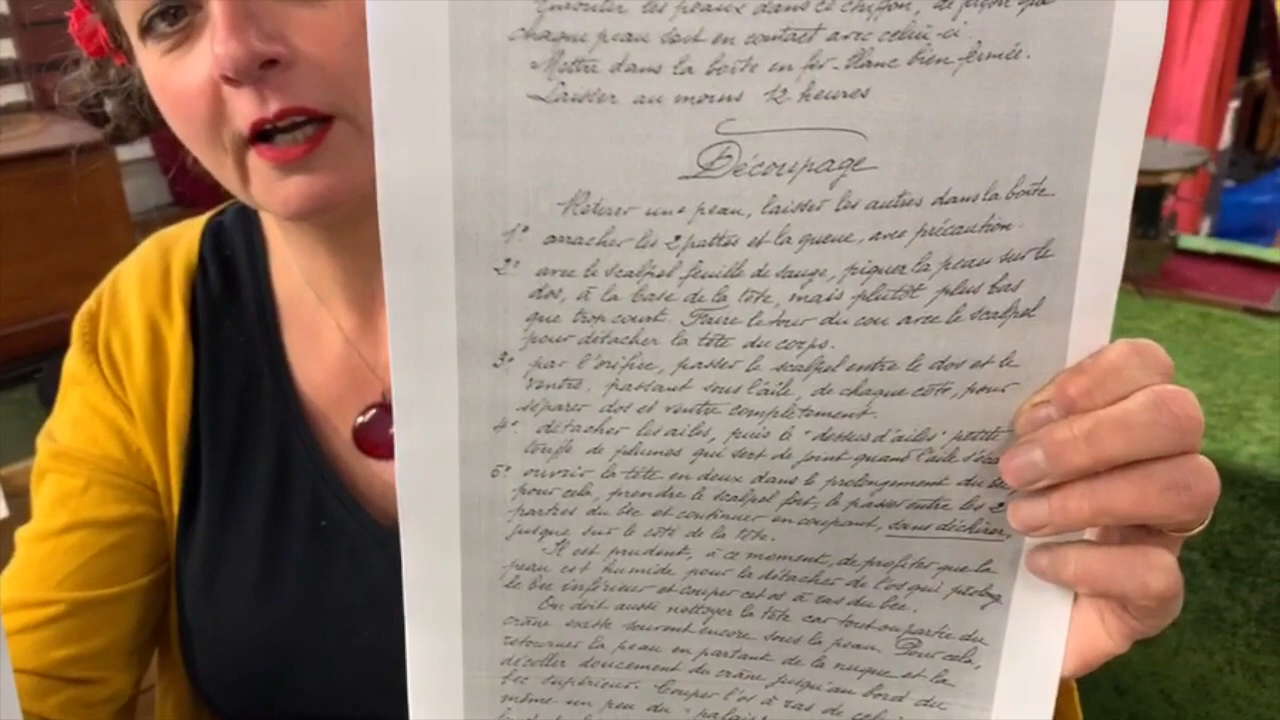 Enrouler les peaux dans ce chiffon, de façon que
chaque peau soit en contact avec celui-ci.
Mettre dans la boîte en fer-blanc bien fermée.
Laisser au moins 12 heures
Découpage
Retirer une peau, laisser les autres dans la boîte.
1° arracher les 2 pattes et la queue, avec précaution.
2° avec le scalpel feuille de sauge, piquer la peau sur le
dos, à la base de la tête, mais plutôt plus bas
que trop court. Faire le tour du cou avec le scalpel
pour détacher la tête du corps.
3° par l'orifice, passer le scalpel entre le dos et le
ventre, passant sous l'aile, de chaque côté, pour
séparer dos et ventre complètement.
4° détacher les ailes, puis le "dessus d'ailes" petite
touffe de plumes qui sert de joint quand l'aile s'éca
5° ouvrir la tête en deux dans le prolongement du be
pour cela, prendre le scalpel fort, le passer entre les 2
parties du bec et continuer en coupant, sans déchirer,
jusque sur le côté de la tête.
Il est prudent, à ce moment, de profiter que la
peau est humide pour la détacher de l'os qui prolong
le bec inférieur et couper cet os à ras du bec.
On doit aussi nettoyer la tête car tout ou partie du
crâne existe souvent encore sous la peau. Pour cela,
retourner la peau en partant de la nuque et la
décoller doucement du crâne jusqu'au bord du
bec supérieur. Couper l'os à ras de celui
même un peu du "palais